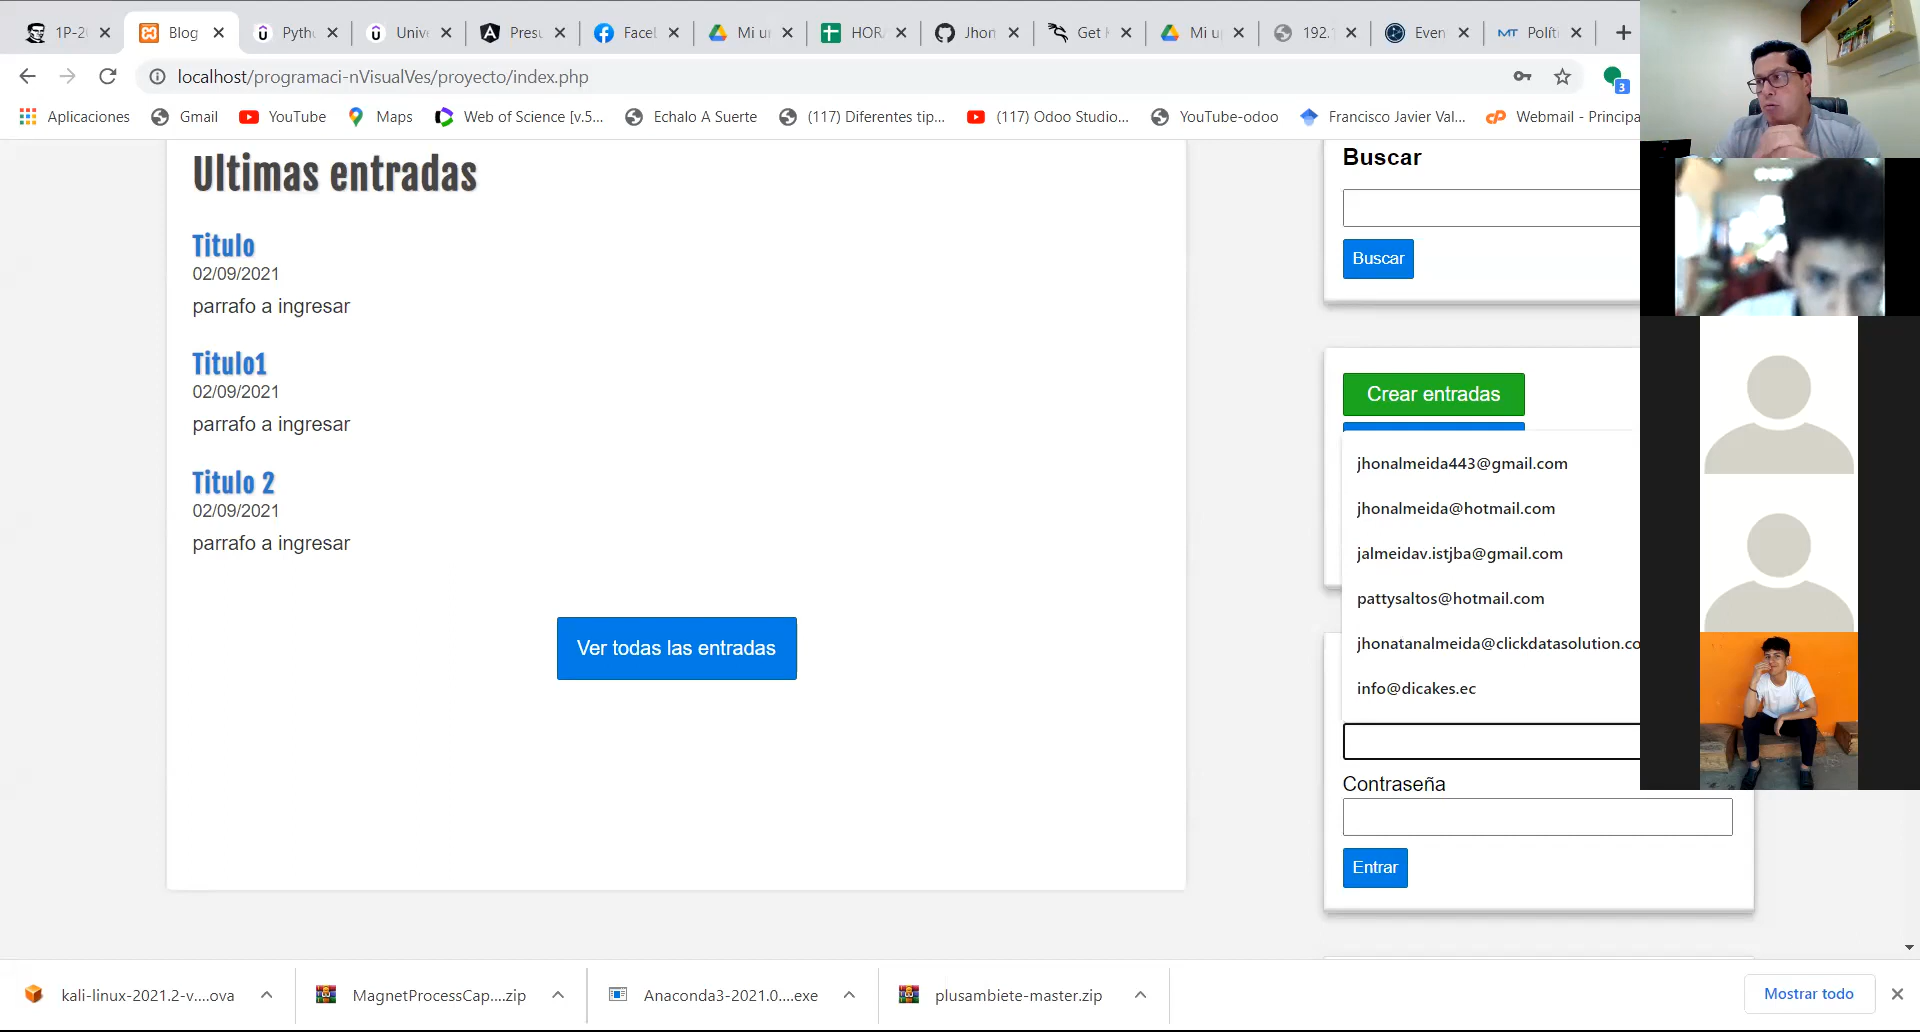 1P-2
Blog
Pyth
Univ
Pres
Facel
Mi u
HOR
Jhon
Get
Mi u
192.
Even
Políti
localhost/programaci-nVisualVes/proyecto/index.php
3
Aplicaciones
Gmail
YouTube
Maps
Web of Science [v.5...
Echalo A Suerte
(117) Diferentes tip...
(117) Odoo Studio...
YouTube-odoo
Francisco Javier Val...
Webmail - Principa
Ultimas entradas
Titulo
02/09/2021
parrafo a ingresar
Titulo1
02/09/2021
parrafo a ingresar
Titulo 2
02/09/2021
parrafo a ingresar
Ver todas las entradas
Buscar
Buscar
Crear entradas
jhonalmeida443@gmail.com
jhonalmeida@hotmail.com
jalmeidav.istjba@gmail.com
pattysaltos@hotmail.com
jhonatanalmeida@clickdatasolution.co
info@dicakes.ec
Contraseña
Entrar
kali-linux-2021.2-v....ova
MagnetProcessCap....zip
Anaconda3-2021.0....exe
plusambiete-master.zip
Mostrar todo